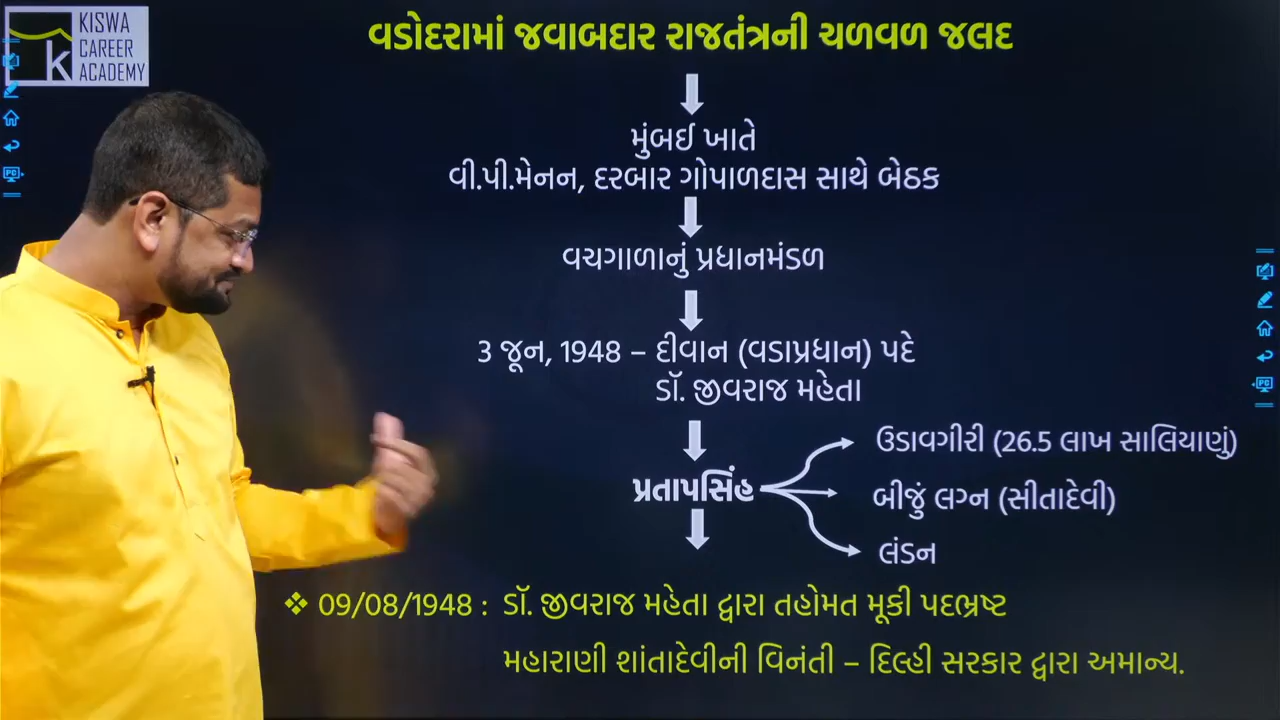 KISWA
CAREER
ACADEMY
વડોદરામાં જવાબદાર રાજતંત્રની ચળવળ જલદ
મુંબઈ ખાતે
વી.પી.મેનન, દરબાર ગોપાળદાસ સાથે બેઠક
વચગાળાનું પ્રધાનમંડળ
3 જૂન, 1948 – દીવાન (વડાપ્રધાન) પદે
ડૉ. જીવરાજ મહેતા
પ્રતાપસિંહ
ઉડાવગીરી (26.5 લાખ સાલિયાણું)
બીજું લગ્ન (સીતાદેવી)
લંડન
❖ 09/08/1948 : ડૉ. જીવરાજ મહેતા દ્વારા તહોમત મૂકી પદભ્રષ્ટ
મહારાણી શાંતાદેવીની વિનંતી – દિલ્હી સરકાર દ્વારા અમાન્ય.